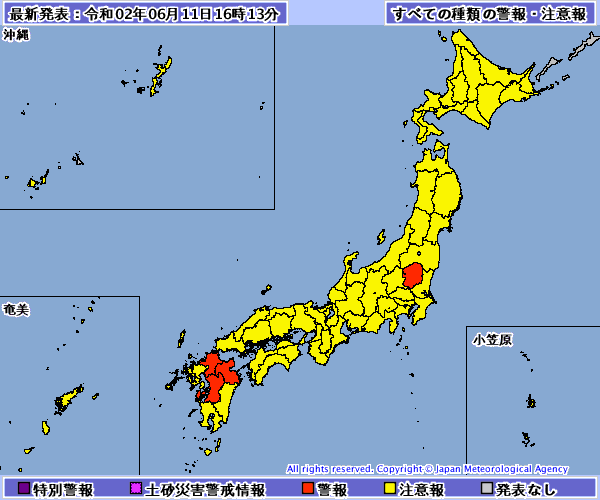 最新発表：令和02年06月11日16時13分
すべての種類の警報・注意報
沖縄
奄美
小笠原
All rights reserved. Copyright © Japan Meteorological Agency
特別警報 土砂災害警戒情報 警報 注意報 発表なし